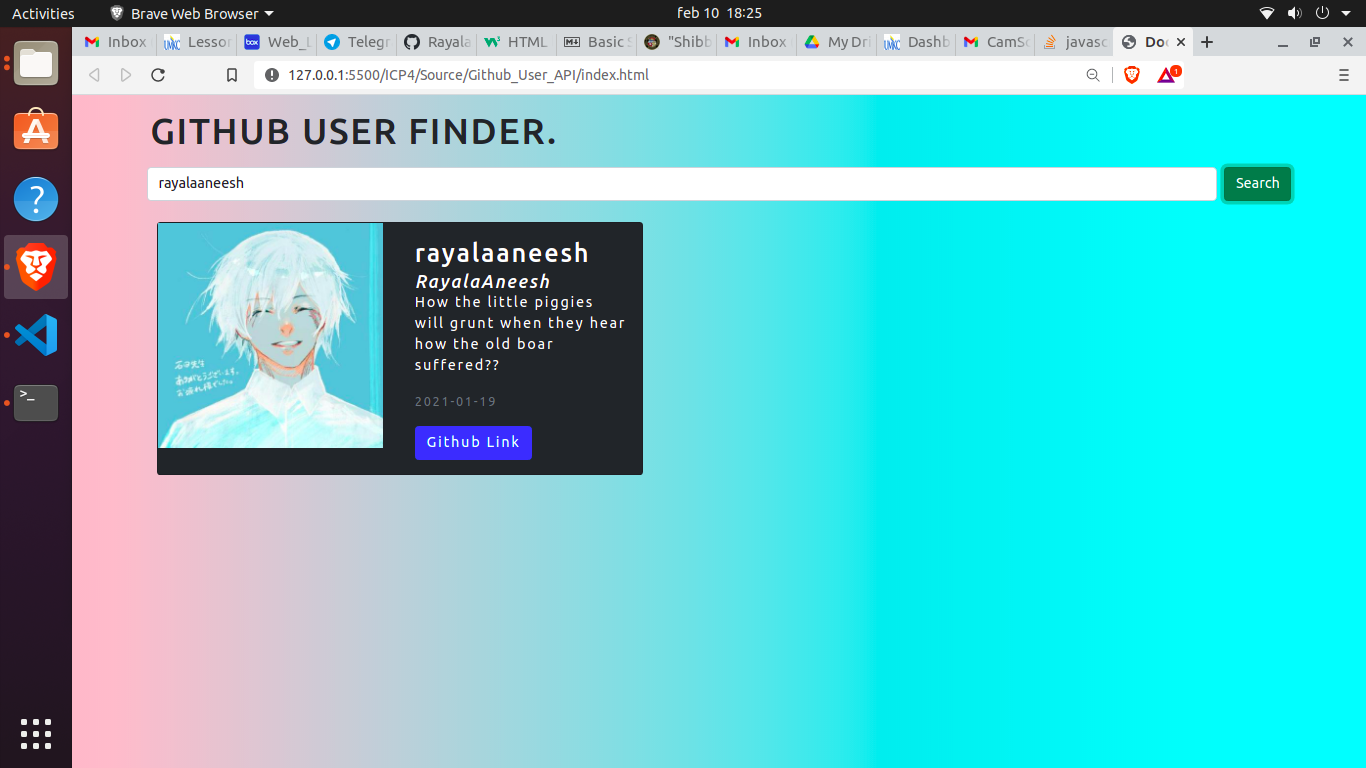 Activities
Brave Web Browser
feb 10 18:25
Inbox
Lesson
Web_L
Telegr
Rayala
HTML
Basic S
"Shibb
Inbox
My Dri
Dashb
CamSc
javasc
Doc
127.0.0.1:5500/ICP4/Source/Github_User_API/index.html
1
GITHUB USER FINDER.
rayalaaneesh
Search
rayalaaneesh
RayalaAneesh
How the little piggies
will grunt when they hear
how the old boar
suffered??
2021-01-19
Github Link